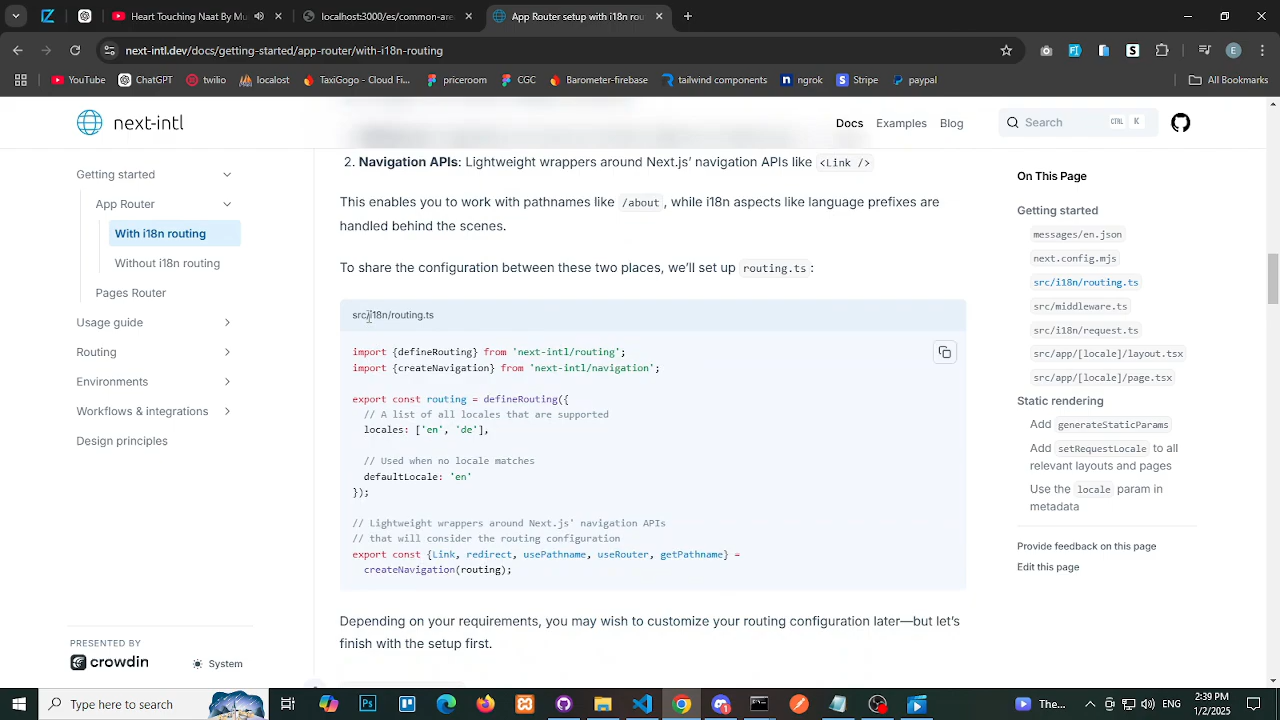 Next Touching Next By Mu
localhost:3000/es/common-are
App Router setup with i18n rou
next-intl.dev/docs/getting-started/app-router/with-i18n-routing
E
YouTube
ChatGPT
twilio
localost
TaxiGogo - Cloud Fi...
priceroom
CGC
Barometer-firebase
tailwind components
ngrok
Stripe
paypal
All Bookmarks
next-intl
Docs
Examples
Blog
Search
CTRL K
Getting started
App Router
With i18n routing
Without i18n routing
Pages Router
Usage guide
Routing
Environments
Workflows & integrations
Design principles
PRESENTED BY
crowdin
System
2. Navigation APIs: Lightweight wrappers around Next.js’ navigation APIs like <Link />
This enables you to work with pathnames like /about, while i18n aspects like language prefixes are
handled behind the scenes.
To share the configuration between these two places, we’ll set up routing.ts:
src/i18n/routing.ts
import {defineRouting} from 'next-intl/routing';
import {createNavigation} from 'next-intl/navigation';
export const routing = defineRouting({
// A list of all locales that are supported
locales: ['en', 'de'],
// Used when no locale matches
defaultLocale: 'en'
});
// Lightweight wrappers around Next.js' navigation APIs
// that will consider the routing configuration
export const {Link, redirect, usePathname, useRouter, getPathname} =
createNavigation(routing);
Depending on your requirements, you may wish to customize your routing configuration later—but let’s
finish with the setup first.
On This Page
Getting started
messages/en.json
next.config.mjs
src/i18n/routing.ts
src/middleware.ts
src/i18n/request.ts
src/app/[locale]/layout.tsx
src/app/[locale]/page.tsx
Static rendering
Add generateStaticParams
Add setRequestLocale to all
relevant layouts and pages
Use the locale param in
metadata
Provide feedback on this page
Edit this page
Type here to search
The...
ENG
2:39 PM
1/2/2025